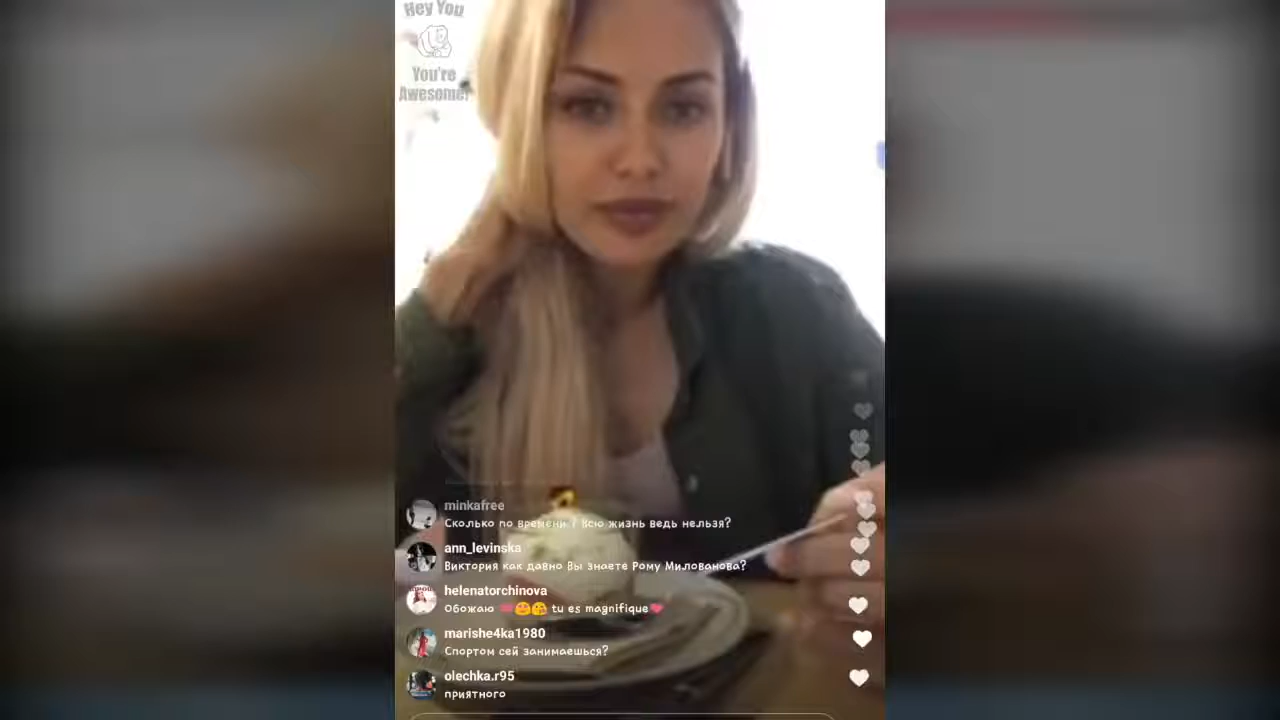 Hey You
You're
Awesome!
minkafree
Сколько по времени? Всю жизнь ведь нельзя?
ann_levinska
Виктория как давно Вы знаете Рому Милованова?
helenatorchinova
Обожаю 💋😍😘 tu es magnifique💋
marishe4ka1980
Спортом сей занимаешься?
olechka.r95
приятного